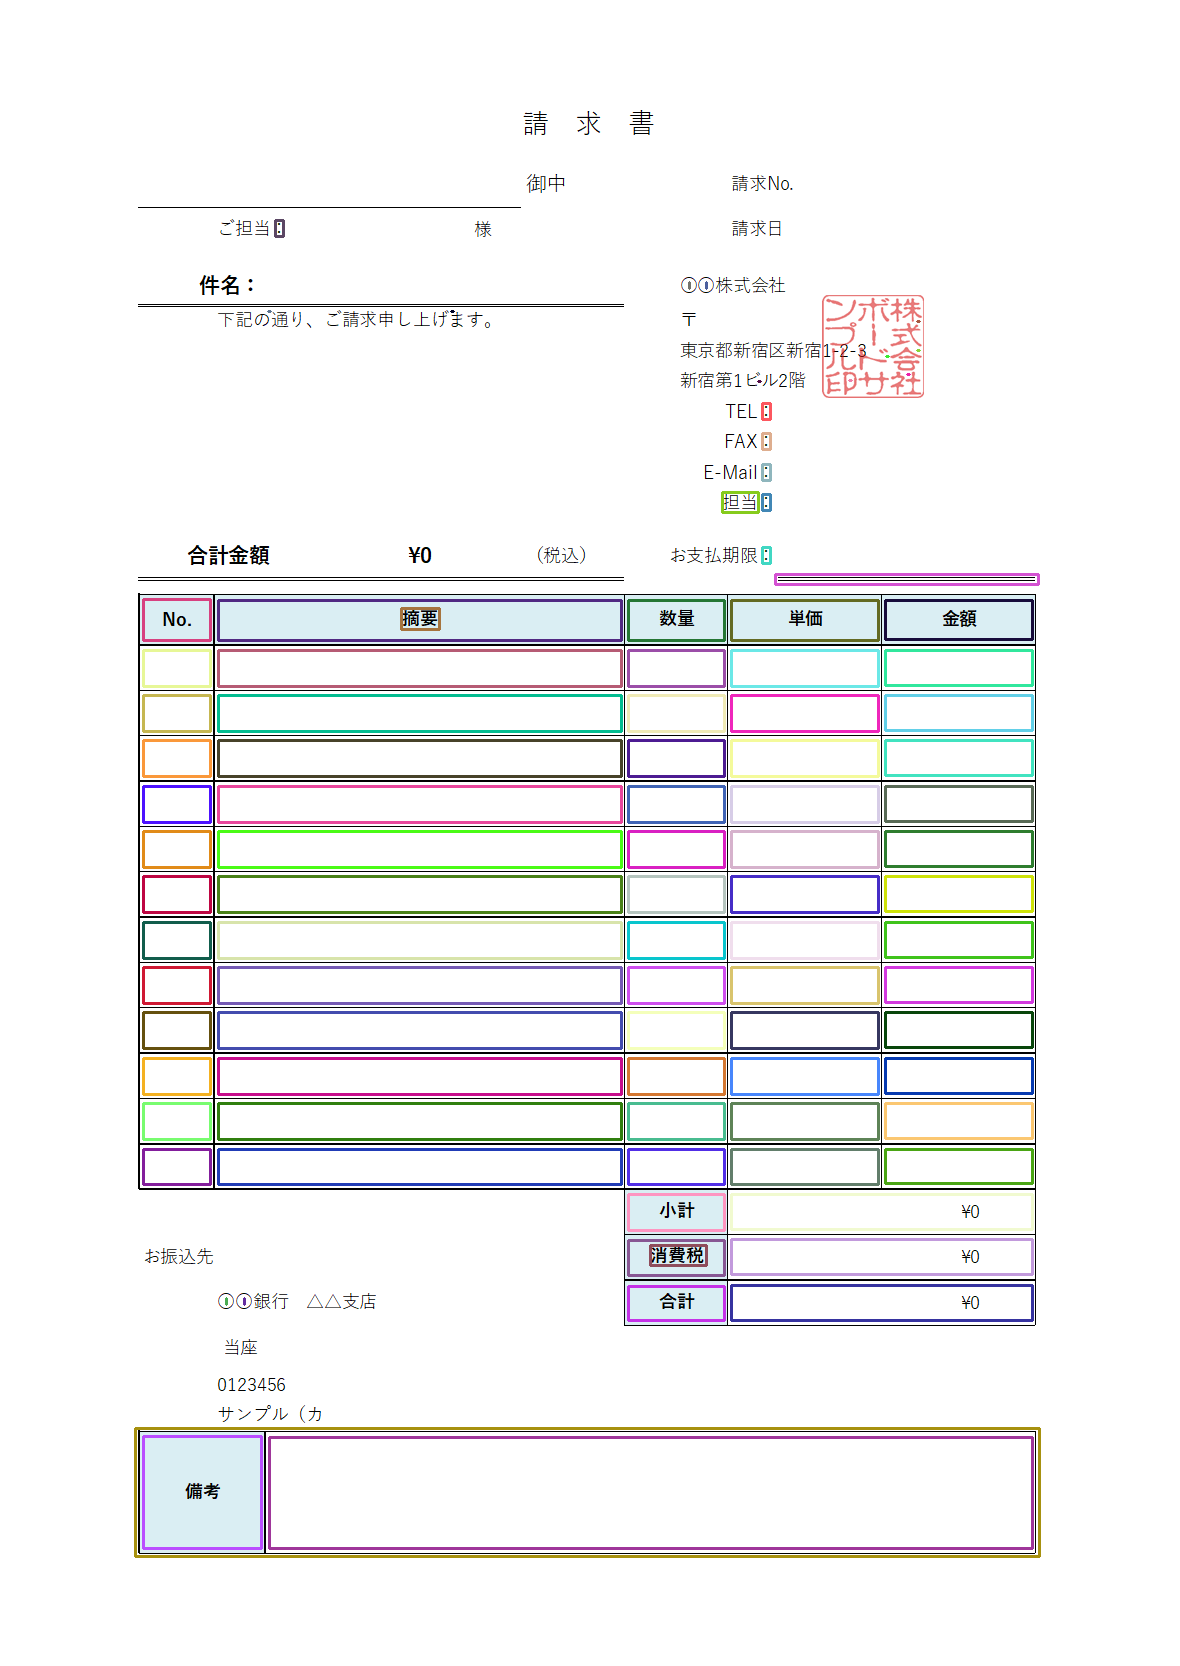 請 求 書
御中
請求No.
ご担当：
様
請求日
件名：
〇〇株式会社
下記の通り、ご請求申し上げます。
〒
東京都新宿区新宿1-2-3
新宿第1ビル2階
株式会社サ
ボードサ
ンプル印
TEL：
FAX：
E-Mail：
担当：
合計金額
¥0
（税込）
お支払期限：
No. 摘要 数量 単価 金額
小計 ¥0
お振込先
消費税 ¥0
〇〇銀行　△△支店
合計 ¥0
当座
0123456
サンプル（カ
備考